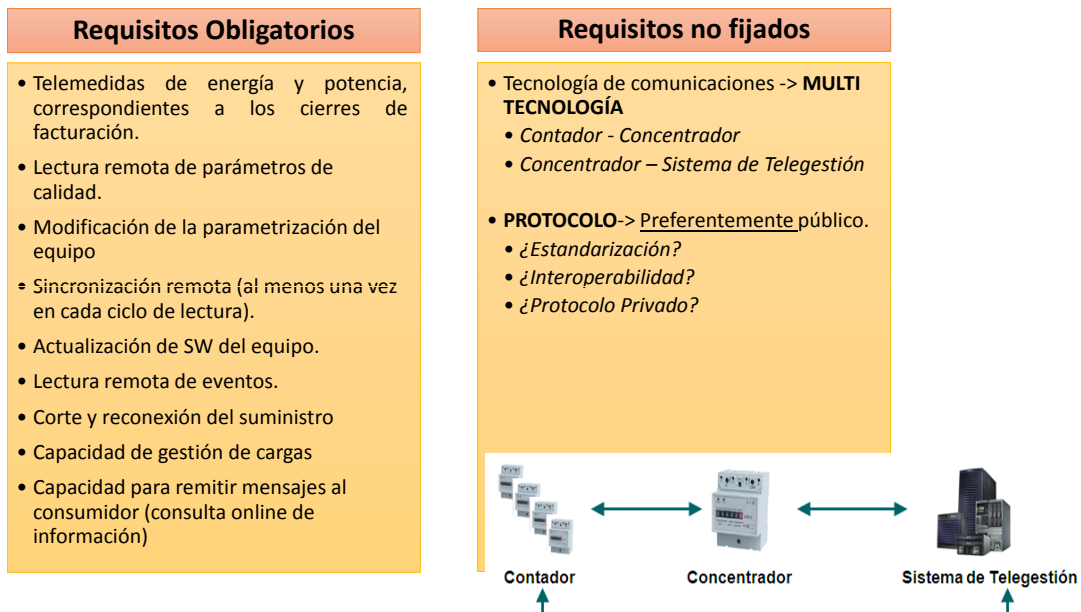 Requisitos Obligatorios
• Telemedidas de energía y potencia,
correspondientes a los cierres de
facturación.
• Lectura remota de parámetros de
calidad.
• Modificación de la parametrización del
equipo
• Sincronización remota (al menos una vez
en cada ciclo de lectura).
• Actualización de SW del equipo.
• Lectura remota de eventos.
• Corte y reconexión del suministro
• Capacidad de gestión de cargas
• Capacidad para remitir mensajes al
consumidor (consulta online de
información)
Requisitos no fijados
• Tecnología de comunicaciones -> MULTI
TECNOLOGÍA
• Contador - Concentrador
• Concentrador – Sistema de Telegestión
• PROTOCOLO-> Preferentemente público.
• ¿Estandarización?
• ¿Interoperabilidad?
• ¿Protocolo Privado?
Contador
Concentrador
Sistema de Telegestión